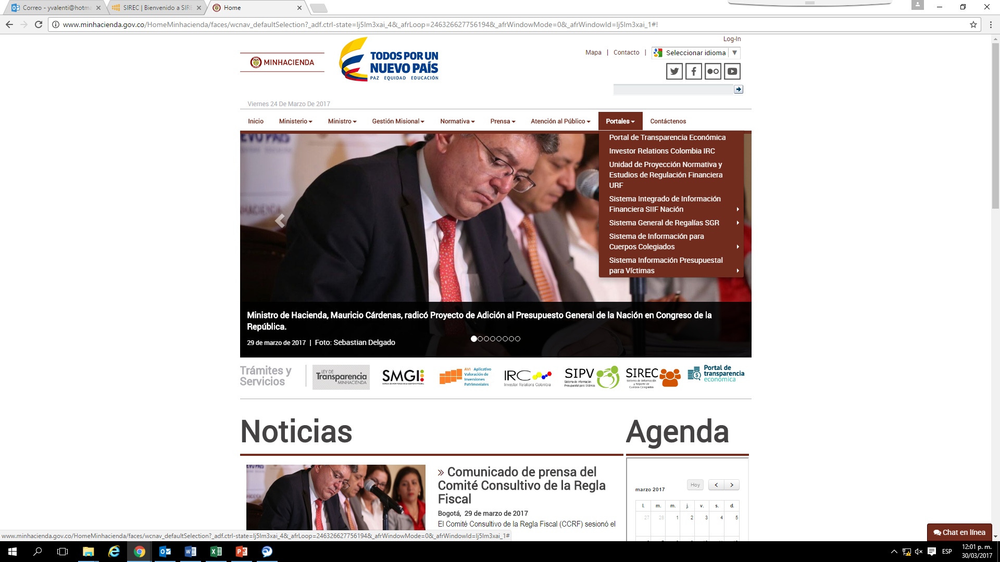 Correo - yvalenti@hotma
SIREC | Bienvenido a SIRE
Home
www.minhacienda.gov.co/HomeMinhacienda/faces/wcnav_defaultSelection?_adf.ctrl-state=lj5lm3xai_4&_afrLoop=246326627756194&_afrWindowMode=0&_afrWindowId=lj5lm3xai_1#!
Log-In
Mapa | Contacto | Seleccionar idioma
MINHACIENDA
TODOS POR UN
NUEVO PAÍS
PAZ EQUIDAD EDUCACIÓN
Viernes 24 De Marzo De 2017
Inicio Ministerio Ministro Gestión Misional Normativa Prensa Atención al Público Portales Contáctenos
Portal de Transparencia Económica
Investor Relations Colombia IRC
Unidad de Proyección Normativa y
Estudios de Regulación Financiera
URF
Sistema Integrado de Información
Financiera SIIF Nación
Sistema General de Regalías SGR
Sistema de Información para
Cuerpos Colegiados
Sistema Información Presupuestal
para Víctimas
Ministro de Hacienda, Mauricio Cárdenas, radicó Proyecto de Adición al Presupuesto General de la Nación en Congreso de la
República.
29 de marzo de 2017 | Foto: Sebastian Delgado
Trámites y
Servicios
LEY DE
Transparencia
MINHACIENDA
SMGI
AVI Aplicativo
Valoración de
Inversiones
Patrimoniales
IRC
Investor Relations Colombia
SIPV
Sistema de Información
Presupuestal para Víctimas
SIREC
Sistema de Información
y Reporte de
Cuerpos Colegiados
Portal de
transparencia
económica
Noticias
Agenda
» Comunicado de prensa del
Comité Consultivo de la Regla
Fiscal
Bogotá, 29 de marzo de 2017
El Comité Consultivo de la Regla Fiscal (CCRF) sesionó el
marzo 2017
Hoy
l. m. m. j. v. s. d.
27 28 1 2 3 4 5
Chat en línea
www.minhacienda.gov.co/HomeMinhacienda/faces/wcnav_defaultSelection?_adf.ctrl-state=lj5lm3xai_4&_afrLoop=246326627756194&_afrWindowMode=0&_afrWindowId=lj5lm3xai_1#
ESP
12:01 p. m.
30/03/2017